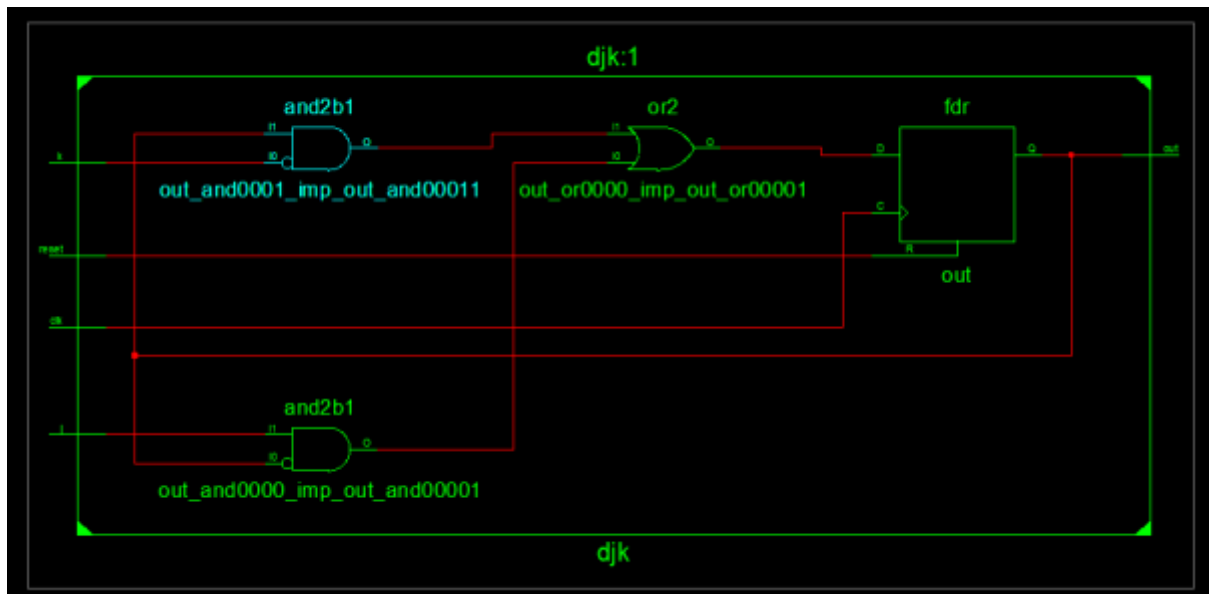 djk:1
and2b1
or2
fdr
I1
O
I1
O
D
Q
out
k
I0
I0
out_and0001_imp_out_and00011
out_or0000_imp_out_or00001
C
reset
R
out
clk
and2b1
j
I1
O
I0
out_and0000_imp_out_and00001
djk